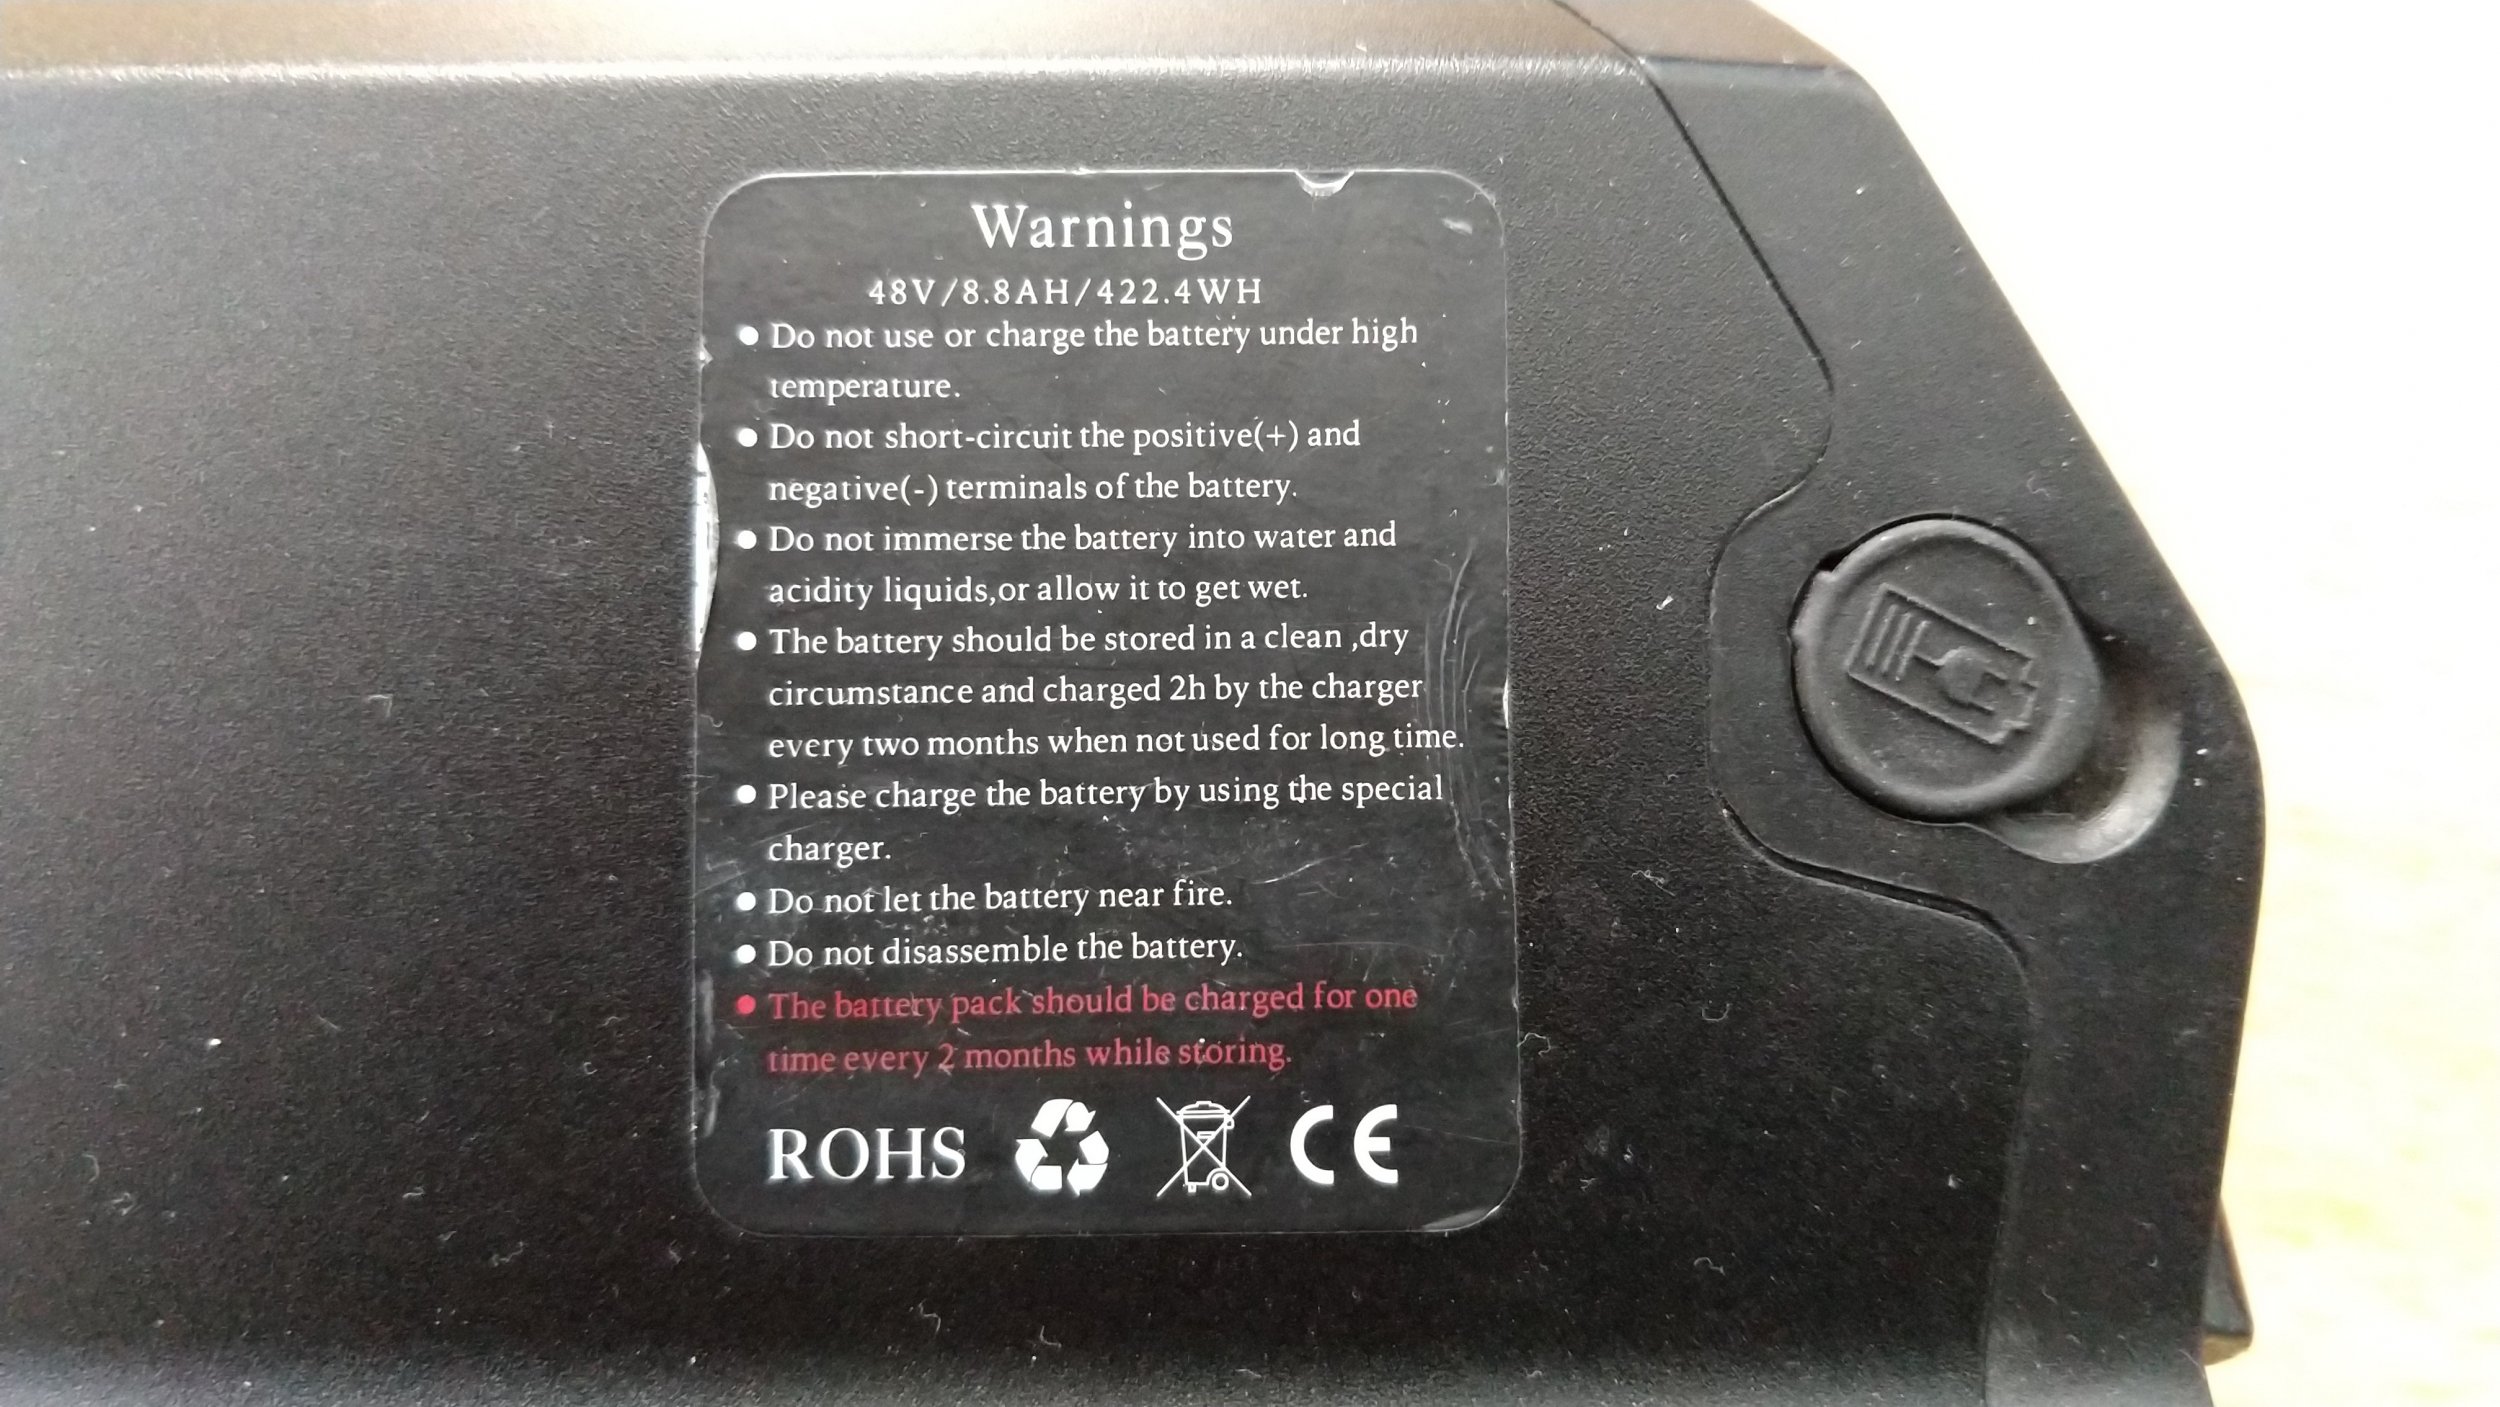 Warnings
48V/8.8AH/422.4WH
● Do not use or charge the battery under high
temperature.
● Do not short-circuit the positive(+) and
negative(-) terminals of the battery.
● Do not immerse the battery into water and
acidity liquids,or allow it to get wet.
● The battery should be stored in a clean ,dry
circumstance and charged 2h by the charger
every two months when not used for long time.
● Please charge the battery by using the special
charger.
● Do not let the battery near fire.
● Do not disassemble the battery.
● The battery pack should be charged for one
time every 2 months while storing.
ROHS CE